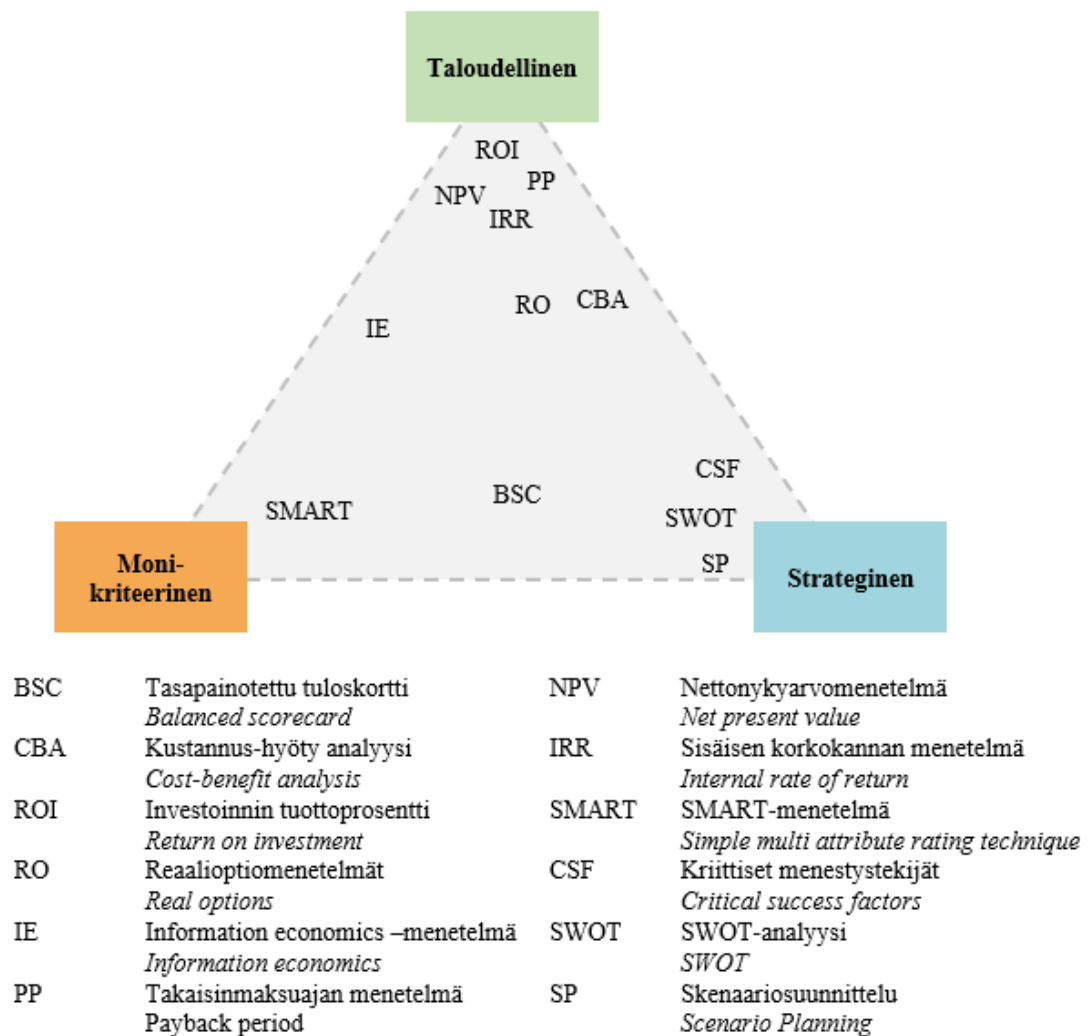 Taloudellinen
ROI
PP
NPV
IRR
RO
CBA
IE
CSF
BSC
SMART
SWOT
SP
Moni-
kriteerinen
Strateginen
BSC Tasapainotettu tuloskortti
Balanced scorecard
CBA Kustannus-hyöty analyysi
Cost-benefit analysis
ROI Investoinnin tuottoprosentti
Return on investment
RO Reaalioptiomenetelmät
Real options
IE Information economics –menetelmä
Information economics
PP Takaisinmaksuajan menetelmä
Payback period
NPV Nettonykyarvomenetelmä
Net present value
IRR Sisäisen korkokannan menetelmä
Internal rate of return
SMART SMART-menetelmä
Simple multi attribute rating technique
CSF Kriittiset menestystekijät
Critical success factors
SWOT SWOT-analyysi
SWOT
SP Skenaariosuunnittelu
Scenario Planning